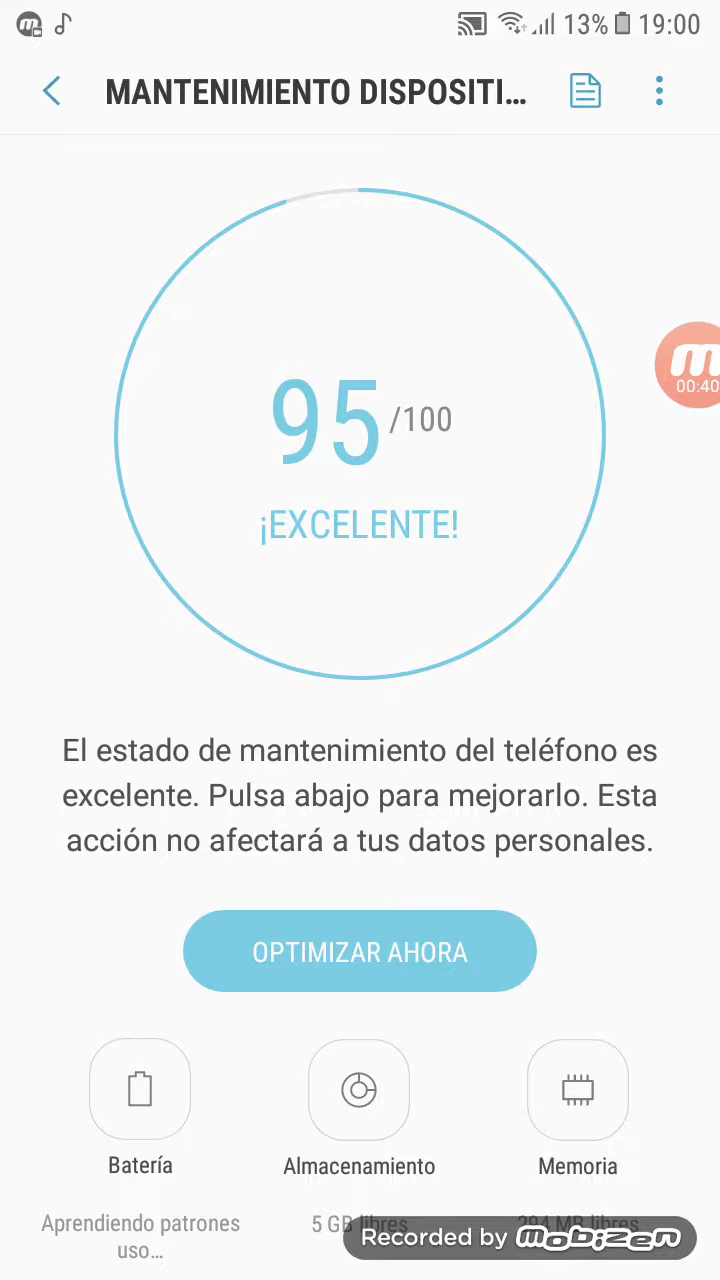 13% 19:00
MANTENIMIENTO DISPOSITI...
m
00:40
95 /100
¡EXCELENTE!
El estado de mantenimiento del teléfono es
excelente. Pulsa abajo para mejorarlo. Esta
acción no afectará a tus datos personales.
OPTIMIZAR AHORA
Batería Almacenamiento Memoria
Aprendiendo patrones 5 GB libres 294 MB libres
uso...
Recorded by mobizen